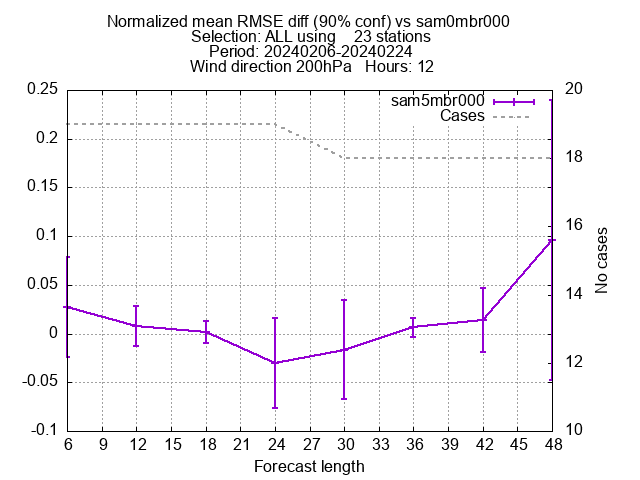 Normalized mean RMSE diff (90% conf) vs sam0mbr000
Selection: ALL using    23 stations
Period: 20240206-20240224
Wind direction 200hPa   Hours: 12
sam5mbr000
Cases
0.25
0.2
0.15
0.1
0.05
0
-0.05
-0.1
20
18
16
14
12
10
No cases
6 12 15 18 21 24 27 30 33 36 39 42 45 48
Forecast length